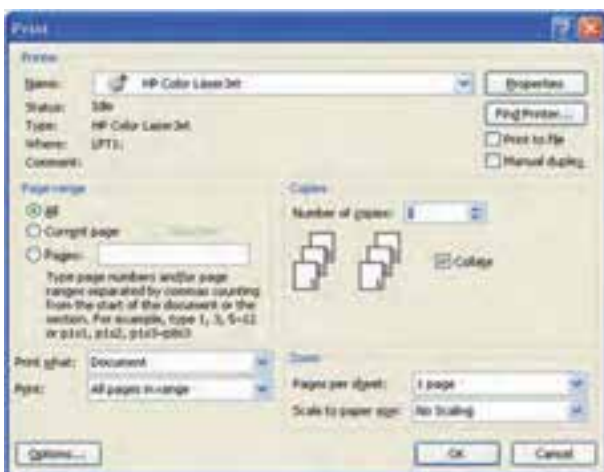 Print
Printer
Name: HP Color LaserJet Properties
Status: Idle Find Printer...
Type: HP Color LaserJet
Where: LPT1: Print to file
Comment: Manual duplex
Page range Copies
All Number of copies: 1
Current page Selection
Pages: Collate
Type page numbers and/or page
ranges separated by commas counting
from the start of the document or the
section. For example, type 1, 3, 5-12
or p1s1, p1s2, p1s3-p8s3
Print what: Document Zoom
Print: All pages in range Pages per sheet: 1 page
Scale to paper size: No Scaling
Options... OK Cancel